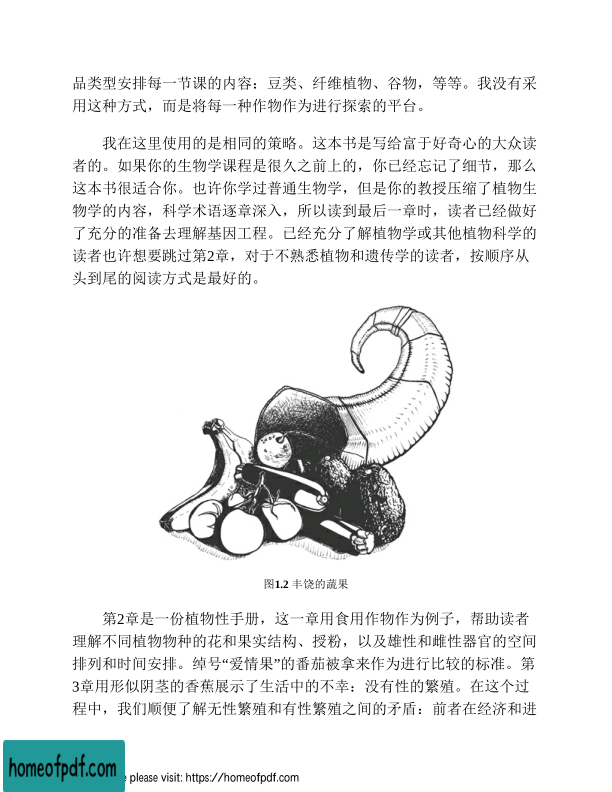 品类型安排每一节课的内容：豆类、纤维植物、谷物，等等。我没有采
用这种方式，而是将每一种作物作为进行探索的平台。
我在这里使用的是相同的策略。这本书是写给富于好奇心的大众读
者的。如果你的生物学课程是很久之前上的，你已经忘记了细节，那么
这本书很适合你。也许你学过普通生物学，但是你的教授压缩了植物生
物学的内容，科学术语逐章深入，所以读到最后一章时，读者已经做好
了充分的准备去理解基因工程。已经充分了解植物学或其他植物科学的
读者也许想要跳过第2章，对于不熟悉植物和遗传学的读者，按顺序从
头到尾的阅读方式是最好的。
图1.2 丰饶的蔬果
第2章是一份植物性手册，这一章用食用作物作为例子，帮助读者
理解不同植物物种的花和果实结构、授粉，以及雄性和雌性器官的空间
排列和时间安排。绰号“爱情果”的番茄被拿来作为进行比较的标准。第
3章用形似阴茎的香蕉展示了生活中的不幸：没有性的繁殖。在这个过
程中，我们顺便了解无性繁殖和有性繁殖之间的矛盾：前者在经济和进
homeofpdf.com
e please visit: https://homeofpdf.com